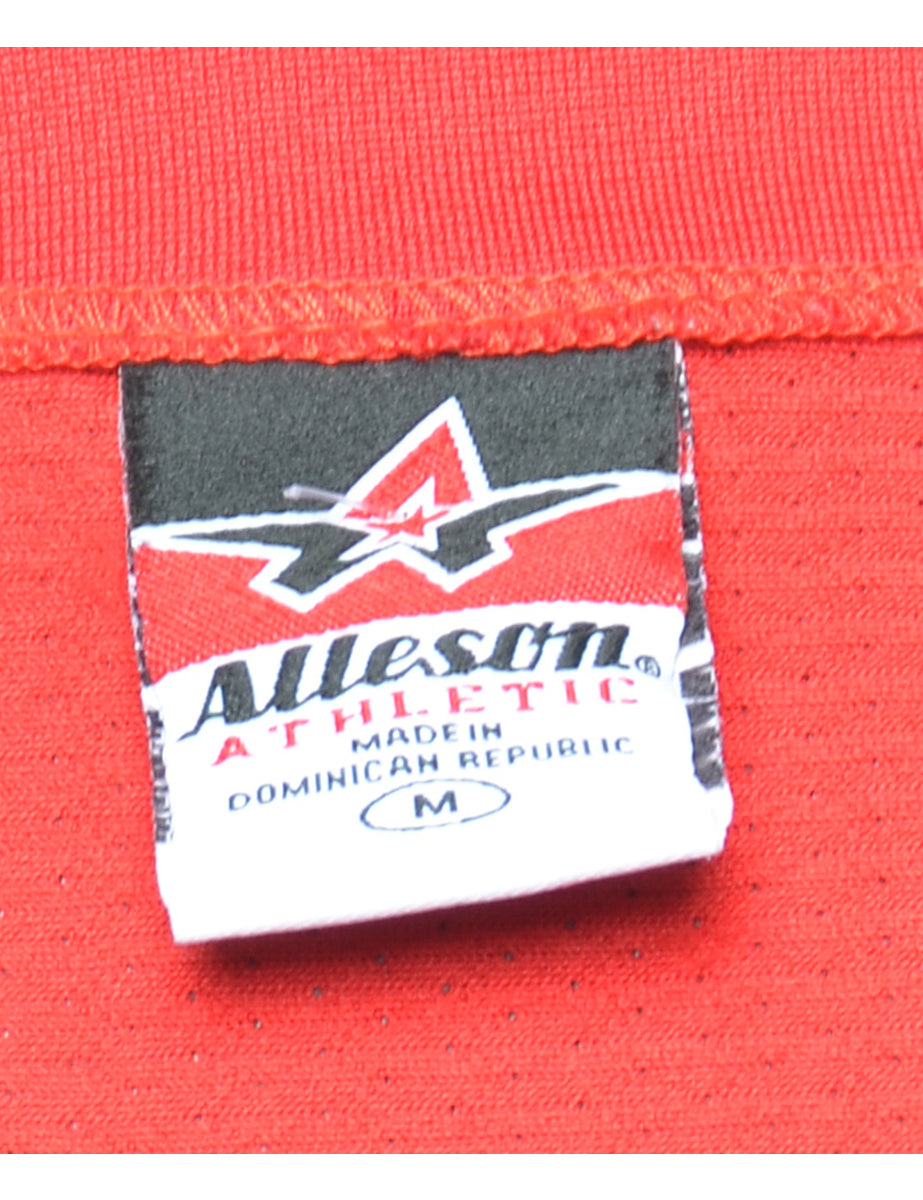 Alleson®
ATHLETIC
MADE IN
DOMINICAN REPUBLIC
M